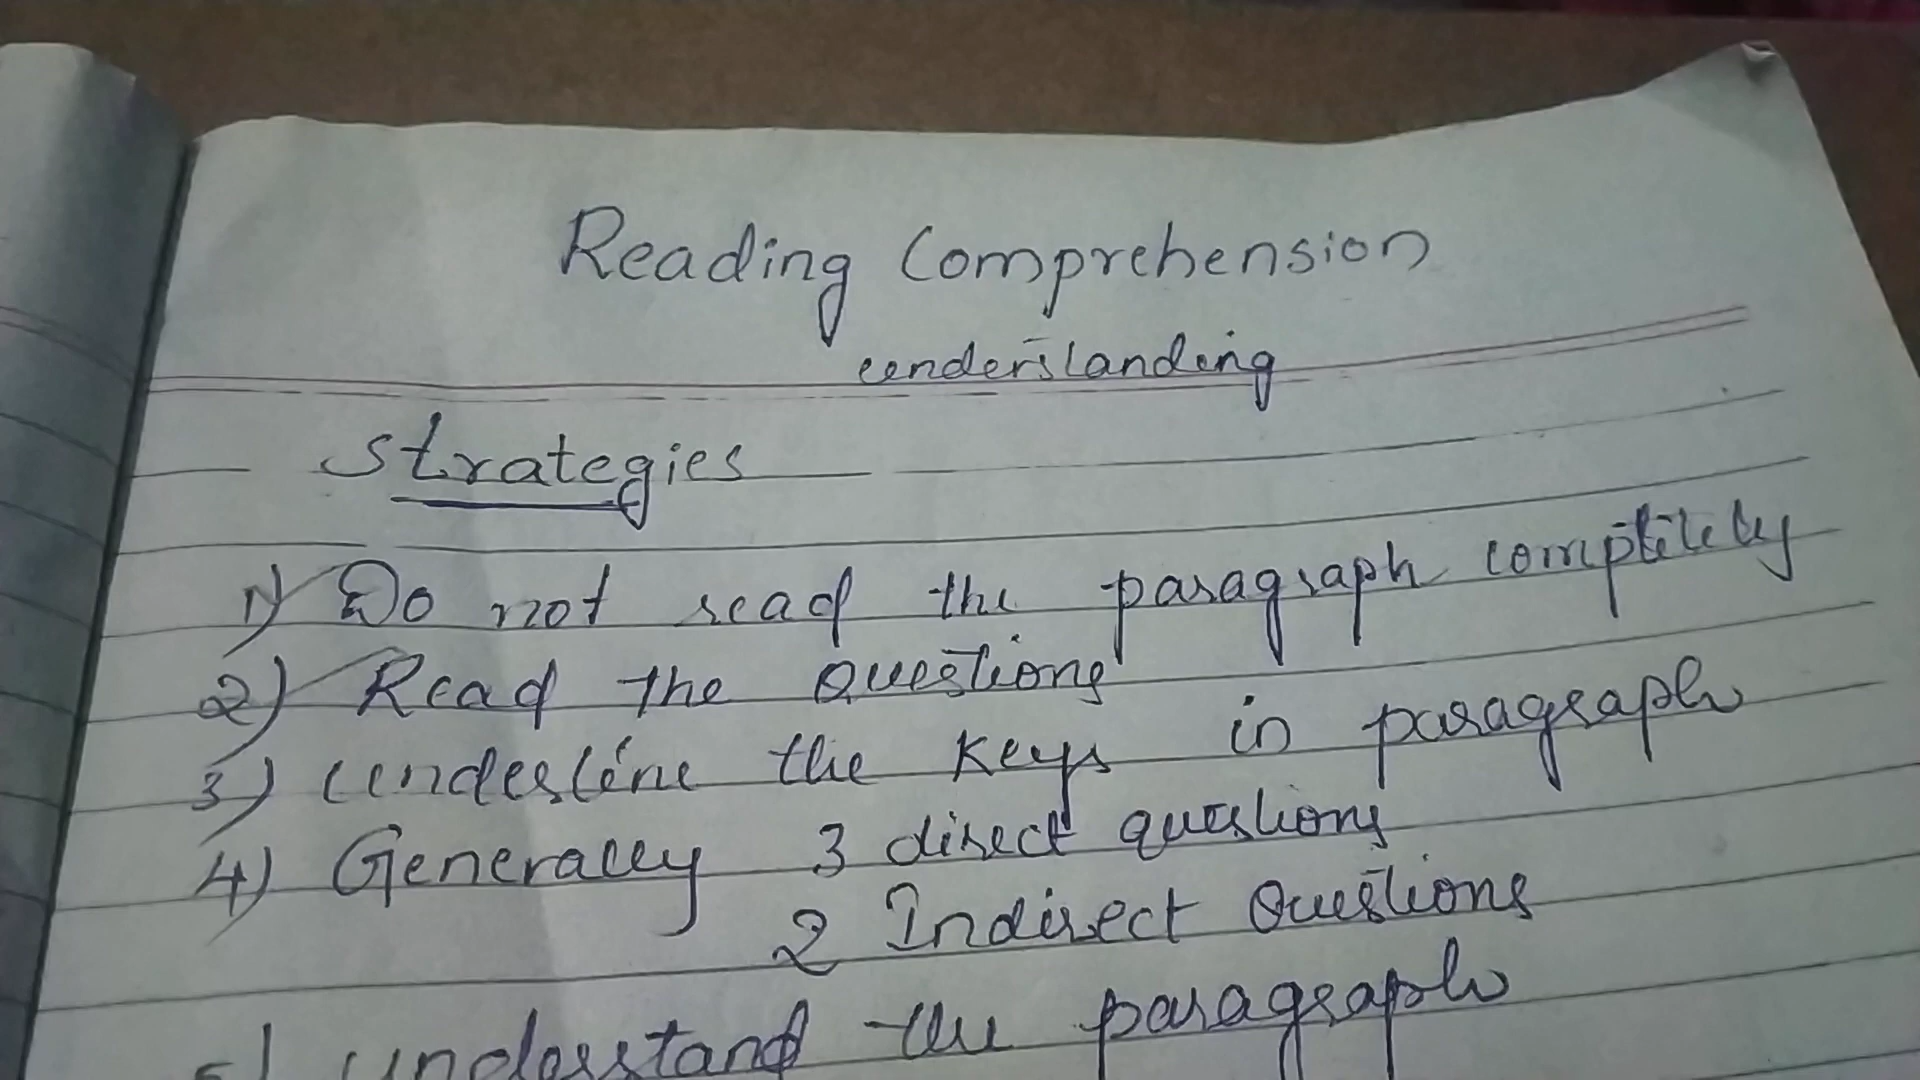 Reading Comprehension
understanding
Strategies
1) Do not read the paragraph completely
2) Read the Questions
3) underline the keys in paragraph
4) Generally 3 direct questions
2 Indirect Questions
5) understand the paragraph